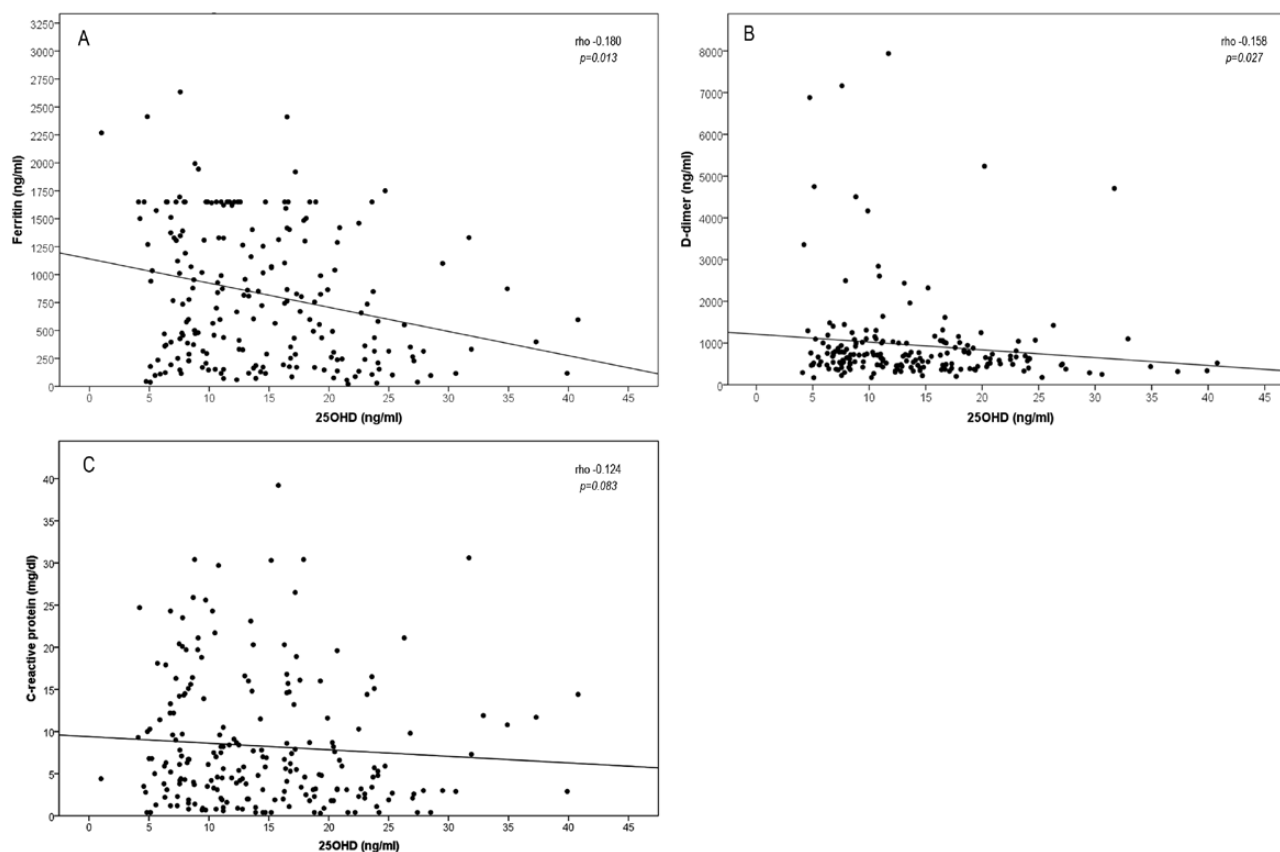 A
rho -0.180
p=0.013
3250
3000
2750
2500
2250
2000
1750
1500
1250
1000
750
500
250
0
Ferritin (ng/ml)
0 5 10 15 20 25 30 35 40 45
25OHD (ng/ml)
B
rho -0.158
p=0.027
8000
7000
6000
5000
4000
3000
2000
1000
0
D-dimer (ng/ml)
0 5 10 15 20 25 30 35 40 45
25OHD (ng/ml)
C
rho -0.124
p=0.083
40
35
30
25
20
15
10
5
0
C-reactive protein (mg/dl)
0 5 10 15 20 25 30 35 40 45
25OHD (ng/ml)